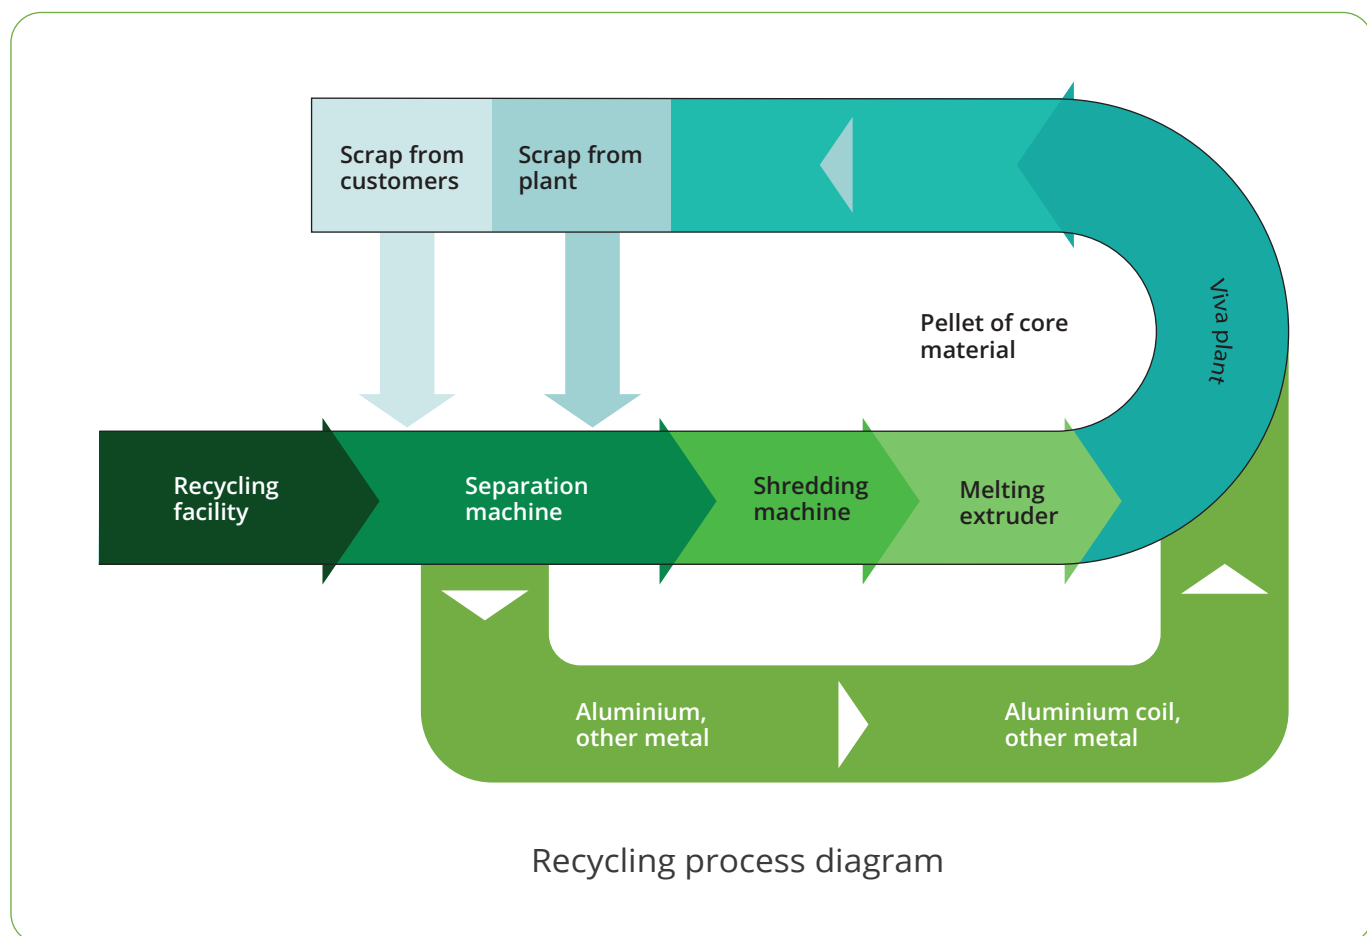 Scrap from
customers
Scrap from
plant
Viva plant
Pellet of core
material
Recycling
facility
Separation
machine
Shredding
machine
Melting
extruder
Aluminium,
other metal
Aluminium coil,
other metal
Recycling process diagram